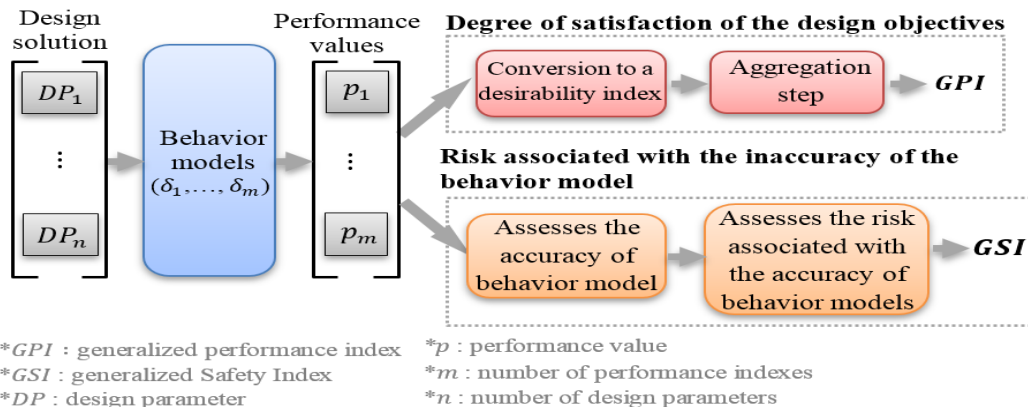 Design
solution
DP₁
⋮
DPₙ
Behavior
models
(δ₁,…, δₘ)
Performance
values
p₁
⋮
pₘ
Degree of satisfaction of the design objectives
Conversion to a
desirability index
Aggregation
step
GPI
Risk associated with the inaccuracy of the
behavior model
Assesses the
accuracy of
behavior model
Assesses the risk
associated with
the accuracy of
behavior models
GSI
*GPI : generalized performance index
*GSI : generalized Safety Index
*DP : design parameter
*p : performance value
*m : number of performance indexes
*n : number of design parameters